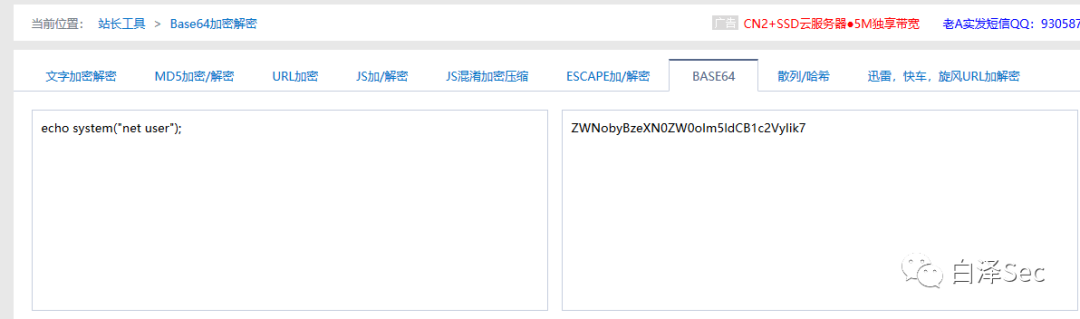 当前位置: 站长工具 > Base64加密解密 广告 CN2+SSD云服务器●5M独享带宽 老A实发短信QQ: 930587
文字加密解密 MD5加密/解密 URL加密 JS加/解密 JS混淆加密压缩 ESCAPE加/解密 BASE64 散列/哈希 迅雷，快车，旋风URL加解密
echo system("net user"); ZWNobyBzeXN0ZW0oIm5ldCB1c2VyIik7
白泽Sec